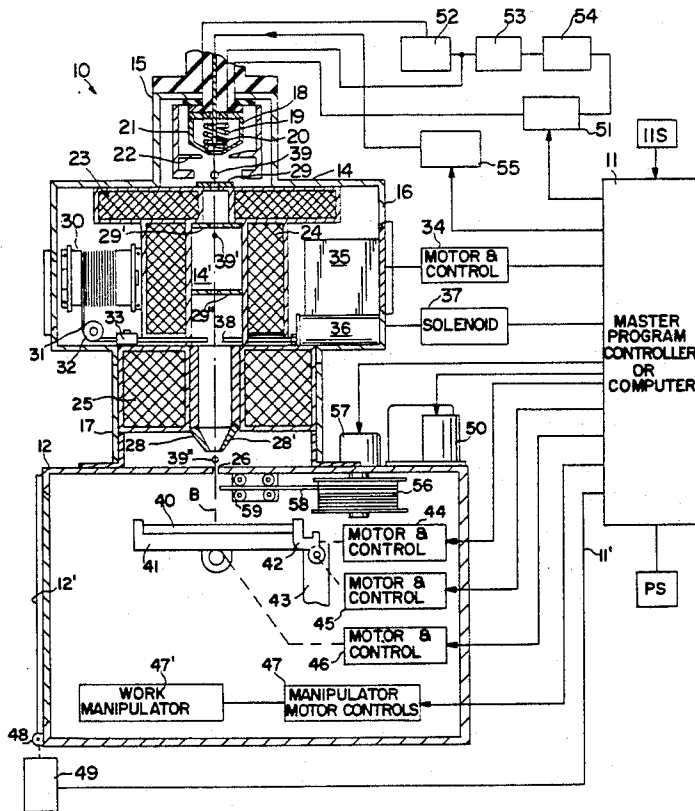 52
53
54
10
15
18
19
20
21
22
39
29
14
23
16
51
55
11S
11
30
29'
39'
24
35
34
MOTOR &
CONTROL
14'
37
SOLENOID
29"
38
36
31
33
32
MASTER
PROGRAM
CONTROLLER
OR
COMPUTER
25
57
50
17
28
28'
12
39"
26
B
58
56
59
40
44
MOTOR &
CONTROL
41
42
43
MOTOR &
CONTROL
45
11'
PS
12'
MOTOR &
CONTROL
46
47'
47
WORK
MANIPULATOR
MANIPULATOR
MOTOR CONTROLS
48
49